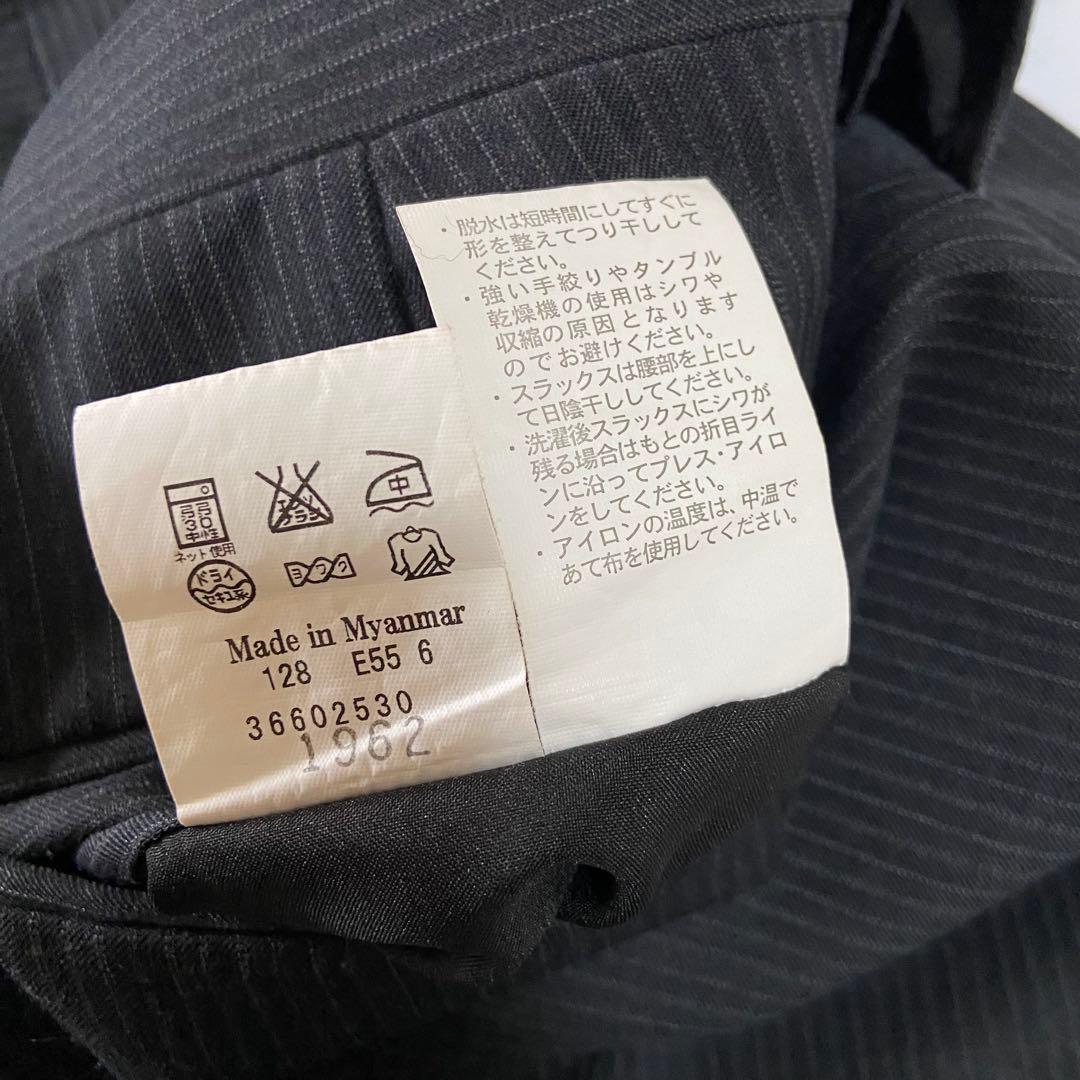 ・脱水は短時間にしてすぐに
形を整えてつり干しして
ください。
・強い手絞りやタンブル
乾燥機の使用はシワや
収縮の原因となります
のでお避けください。
・スラックスは腰部を上にし
て日陰干ししてください。
・洗濯後スラックスにシワが
残る場合はもとの折目ライ
ンに沿ってプレス・アイロ
ンをしてください。
・アイロンの温度は、中温で
あて布を使用してください。
弱 30
中性
ネット使用
エンソ
サラシ
中
ドライ
セキユ系
ヨワク
Made in Myanmar
128 E55 6
36602530
1962